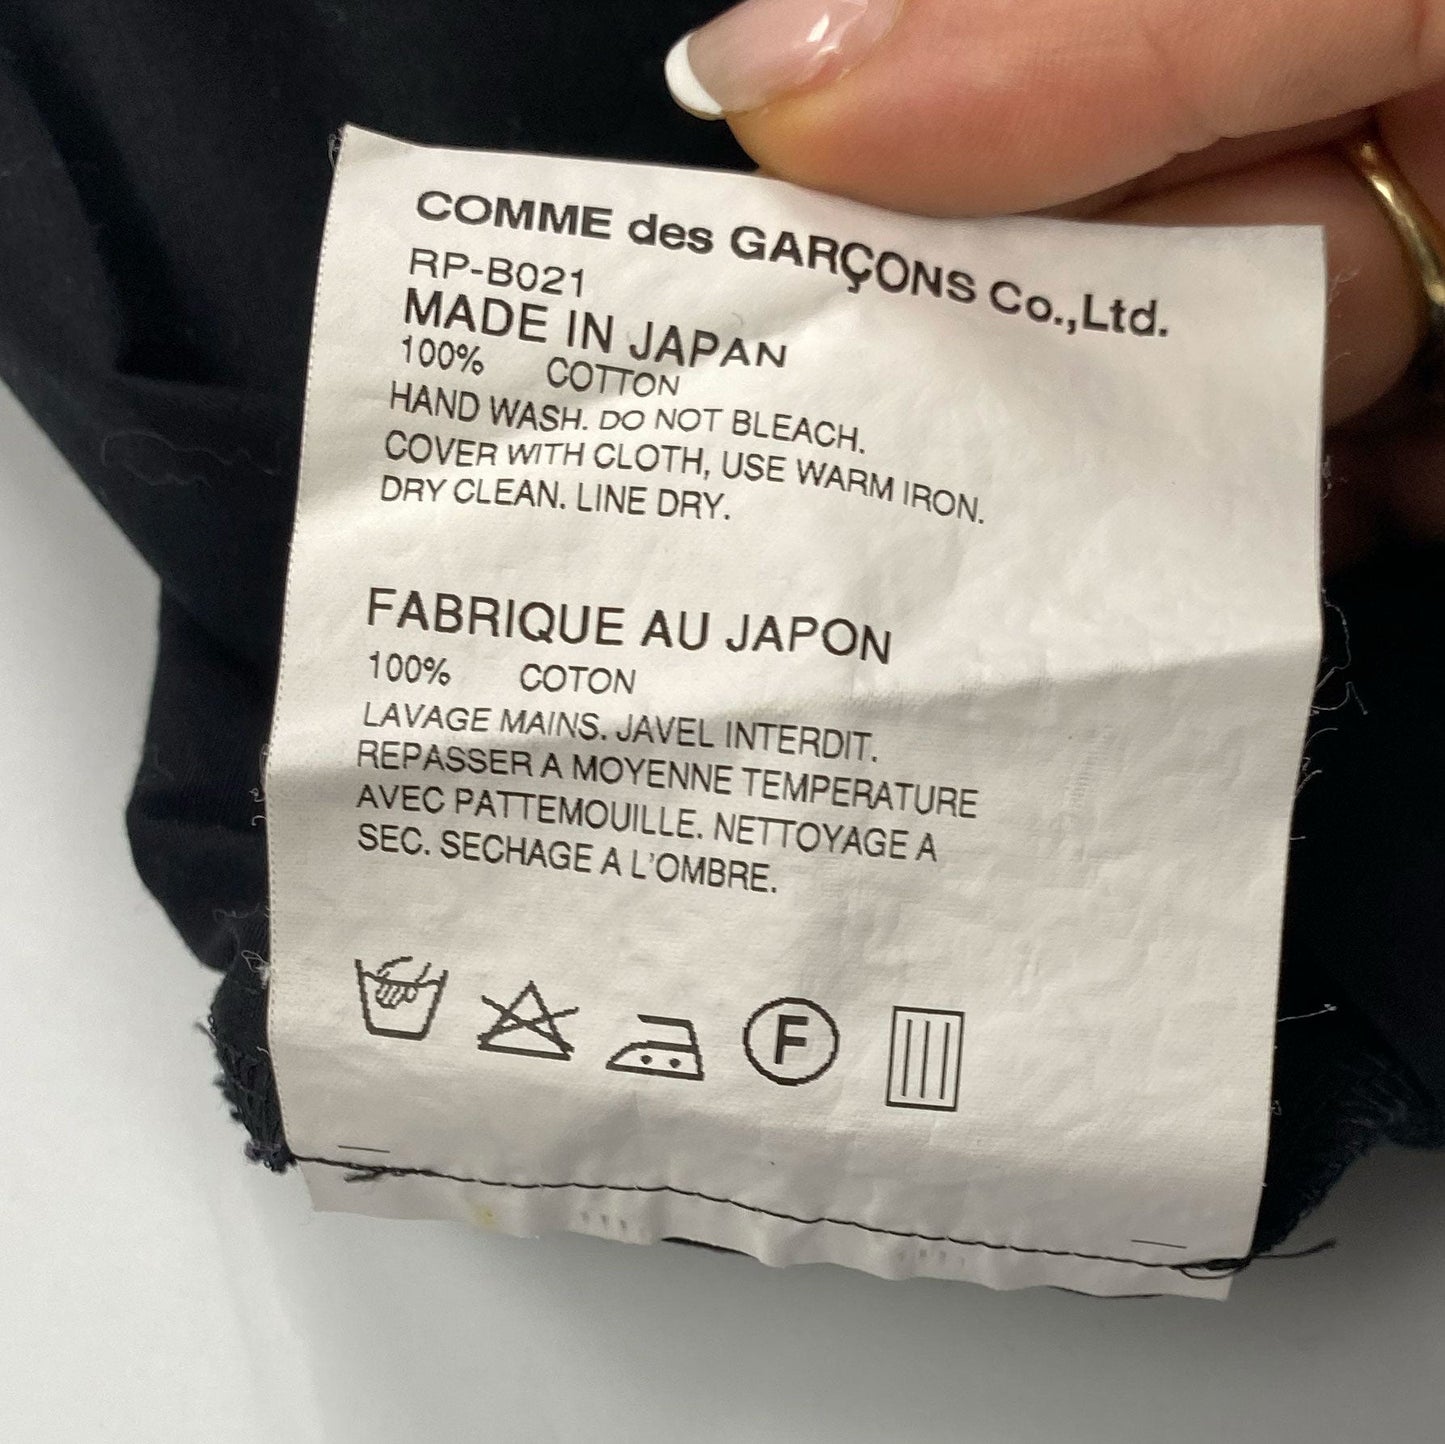 COMME des GARÇONS Co.,Ltd.
RP-B021
MADE IN JAPAN
100% COTTON
HAND WASH. DO NOT BLEACH.
COVER WITH CLOTH, USE WARM IRON.
DRY CLEAN. LINE DRY.
FABRIQUE AU JAPON
100% COTON
LAVAGE MAINS. JAVEL INTERDIT.
REPASSER A MOYENNE TEMPERATURE
AVEC PATTEMOUILLE. NETTOYAGE A
SEC. SECHAGE A L'OMBRE.
F